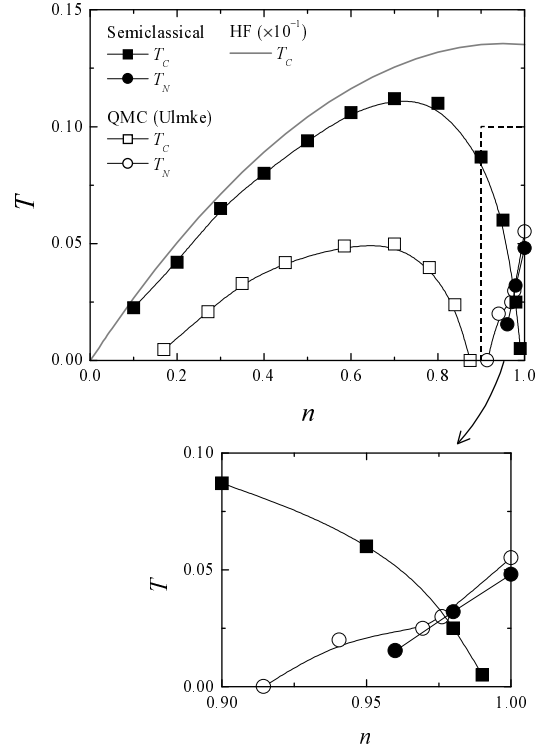 0.15
Semiclassical HF (×10⁻¹)
T_C T_C
T_N
QMC (Ulmke)
T_C
T_N
0.10
T
0.05
0.00
0.0 0.2 0.4 0.6 0.8 1.0
n
0.10
T
0.05
0.00
0.90 0.95 1.00
n